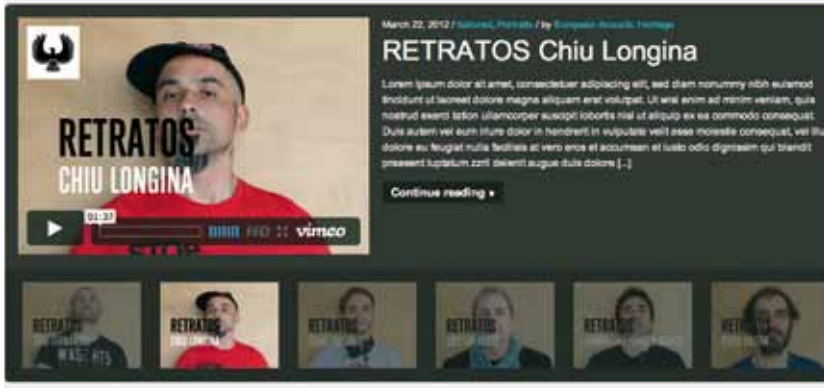 March 22, 2012 / featured, Portraits / by European Acoustic Heritage
RETRATOS Chiu Longina
Lorem ipsum dolor sit amet, consectetuer adipiscing elit, sed diam nonummy nibh euismod
tincidunt ut laoreet dolore magna aliquam erat volutpat. Ut wisi enim ad minim veniam, quis
nostrud exerci tation ullamcorper suscipit lobortis nisl ut aliquip ex ea commodo consequat.
Duis autem vel eum iriure dolor in hendrerit in vulputate velit esse molestie consequat, vel illu
dolore eu feugiat nulla facilisis at vero eros et accumsan et iusto odio dignissim qui blandit
praesent luptatum zzril delenit augue duis dolore [...]
Continue reading »
RETRATOS
CHIU LONGINA
01:37
HD vimeo
STOP
RETRATOS
RETRATOS
CHIU LONGINA
RETRATOS
RETRATOS
RETRATOS
RETRATOS